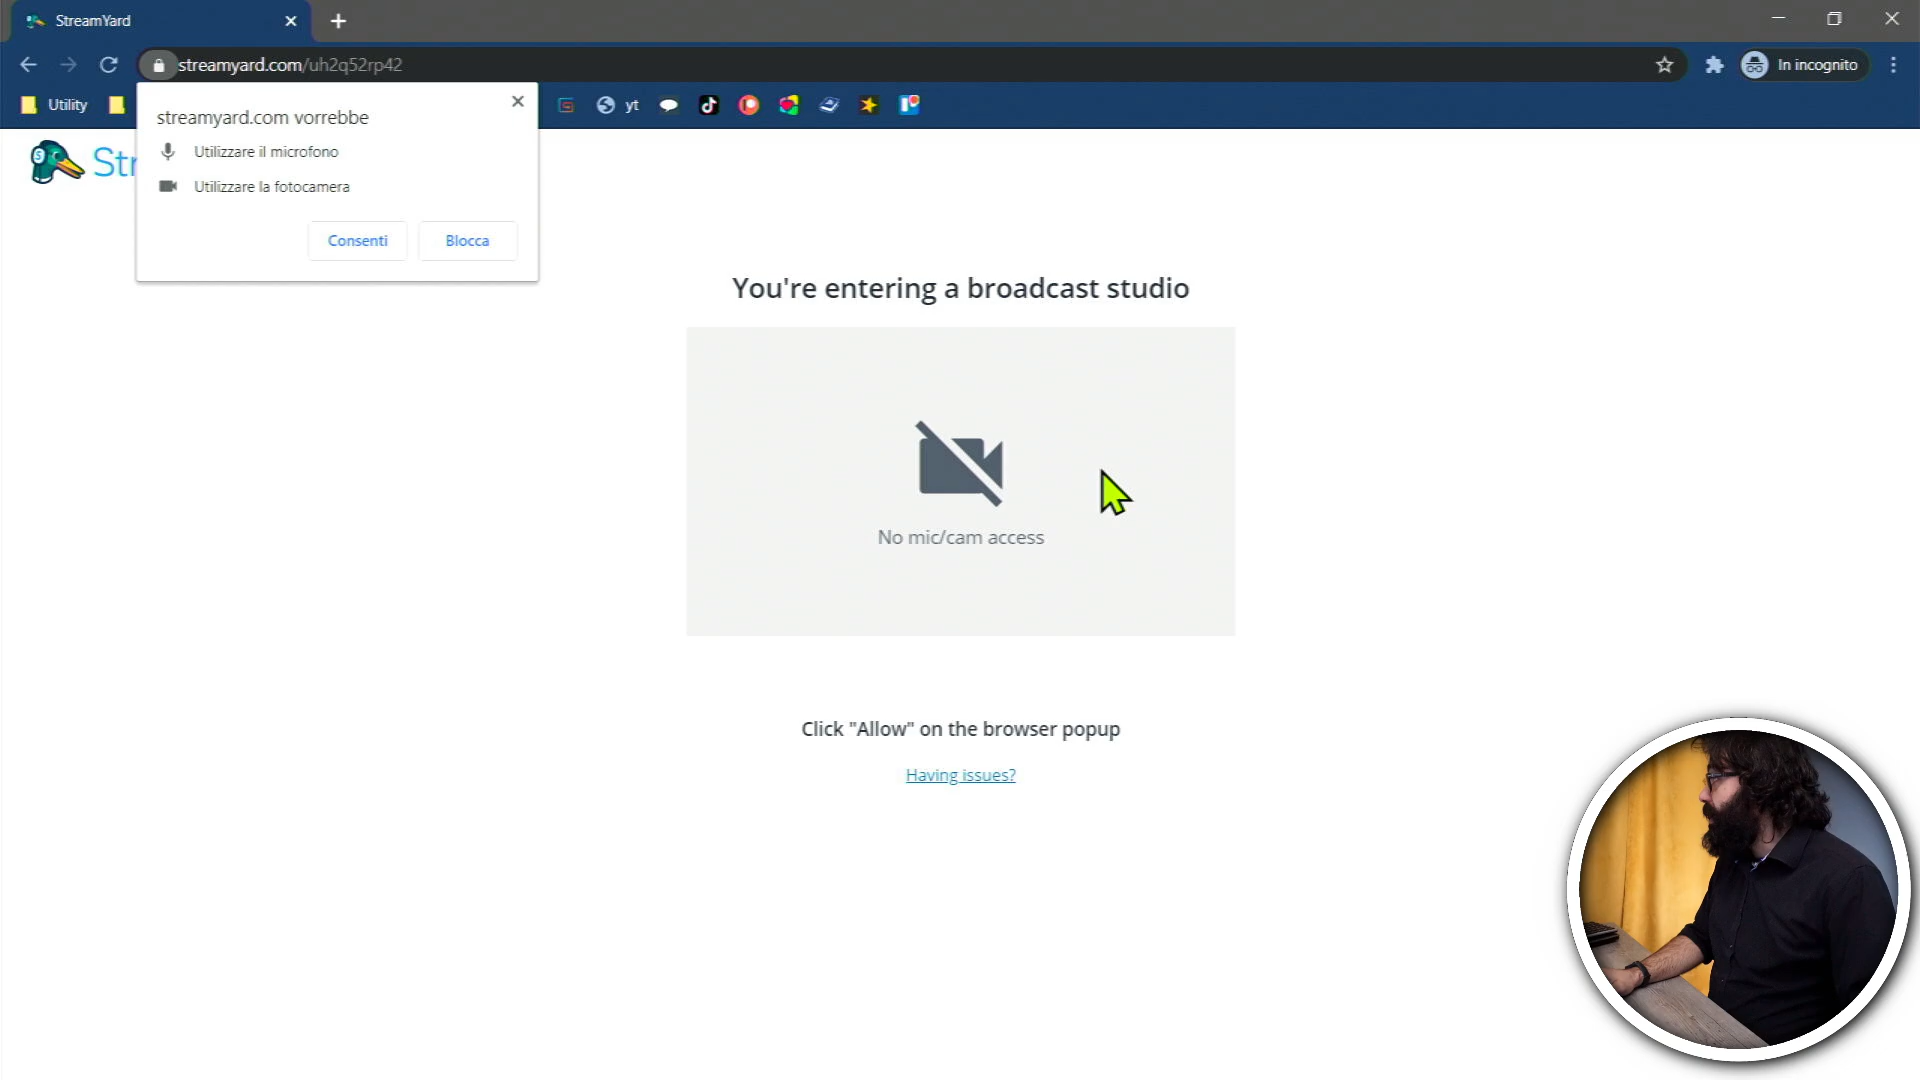 StreamYard
streamyard.com/uh2q52rp42
In incognito
Utility
yt
streamyard.com vorrebbe
Utilizzare il microfono
Utilizzare la fotocamera
Consenti
Blocca
Str
You're entering a broadcast studio
No mic/cam access
Click "Allow" on the browser popup
Having issues?